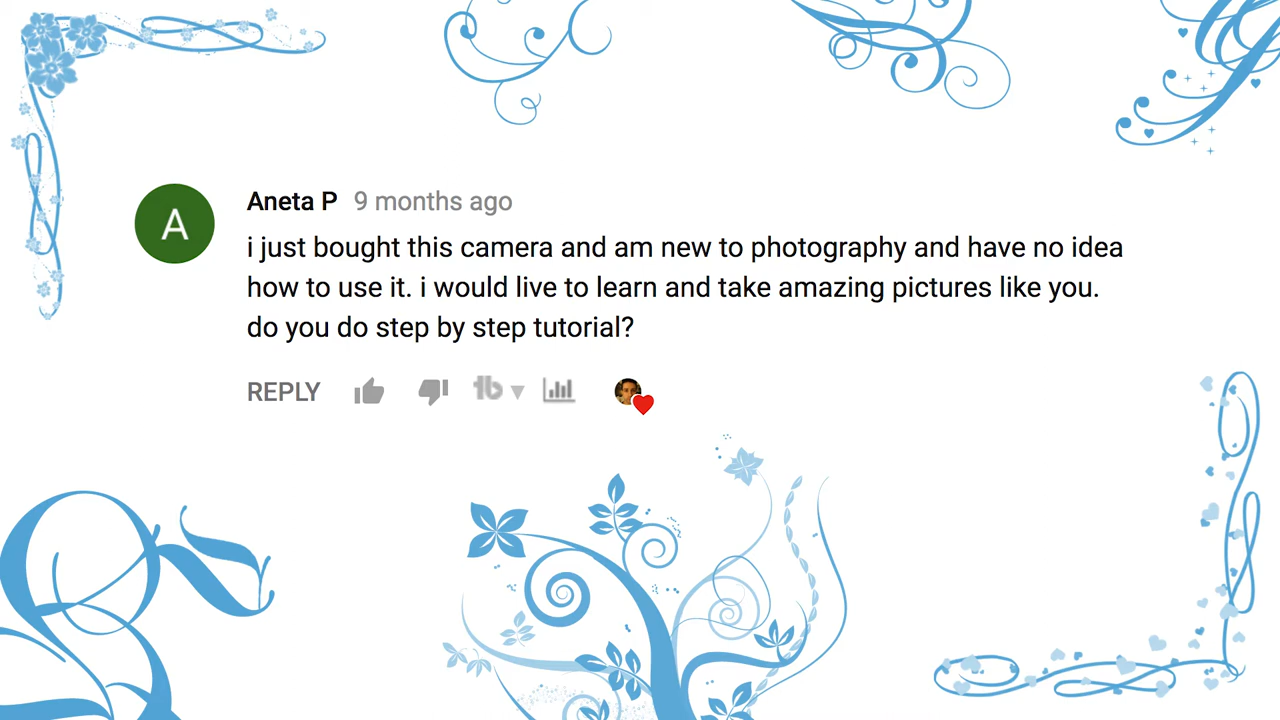 A
Aneta P 9 months ago
i just bought this camera and am new to photography and have no idea
how to use it. i would live to learn and take amazing pictures like you.
do you do step by step tutorial?
REPLY tb